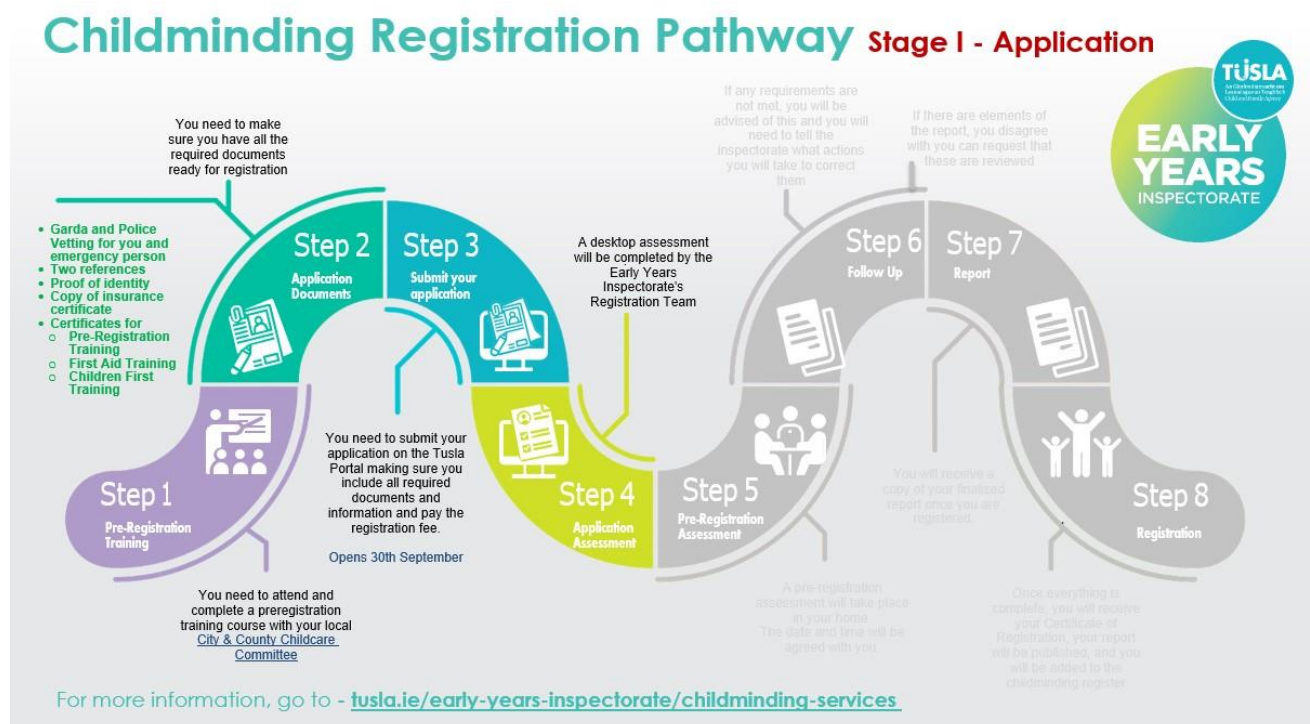 Childminding Registration Pathway Stage I - Application
TUSLA
EARLY
YEARS
INSPECTORATE
You need to make
sure you have all the
required documents
ready for registration
• Garda and Police
Vetting for you and
emergency person
• Two references
• Proof of identity
• Copy of insurance
certificate
• Certificates for
o Pre-Registration
Training
o First Aid Training
o Children First
Training
Step 1
Pre-Registration
Training
You need to attend and
complete a preregistration
training course with your local
City & County Childcare
Committee
Step 2
Application
Documents
Step 3
Submit your
application
You need to submit your
application on the Tusla
Portal making sure you
include all required
documents and
information and pay the
registration fee.
Opens 30th September
A desktop assessment
will be completed by the
Early Years
Inspectorate's
Registration Team
Step 4
Application
Assessment
Step 5
Pre-Registration
Assessment
A pre-registration
assessment will take place
in your home
The date and time will be
agreed with you
If any requirements are
not met, you will be
advised of this and you will
need to tell the
inspectorate what actions
you will take to correct
them
Step 6
Follow Up
If there are elements of
the report, you disagree
with you can request that
these are reviewed
Step 7
Report
You will receive a
copy of your finalised
report once you are
registered
Step 8
Registration
Once everything is
complete, you will receive
your Certificate of
Registration, your report
will be published, and you
will be added to the
childminding register
For more information, go to - tusla.ie/early-years-inspectorate/childminding-services